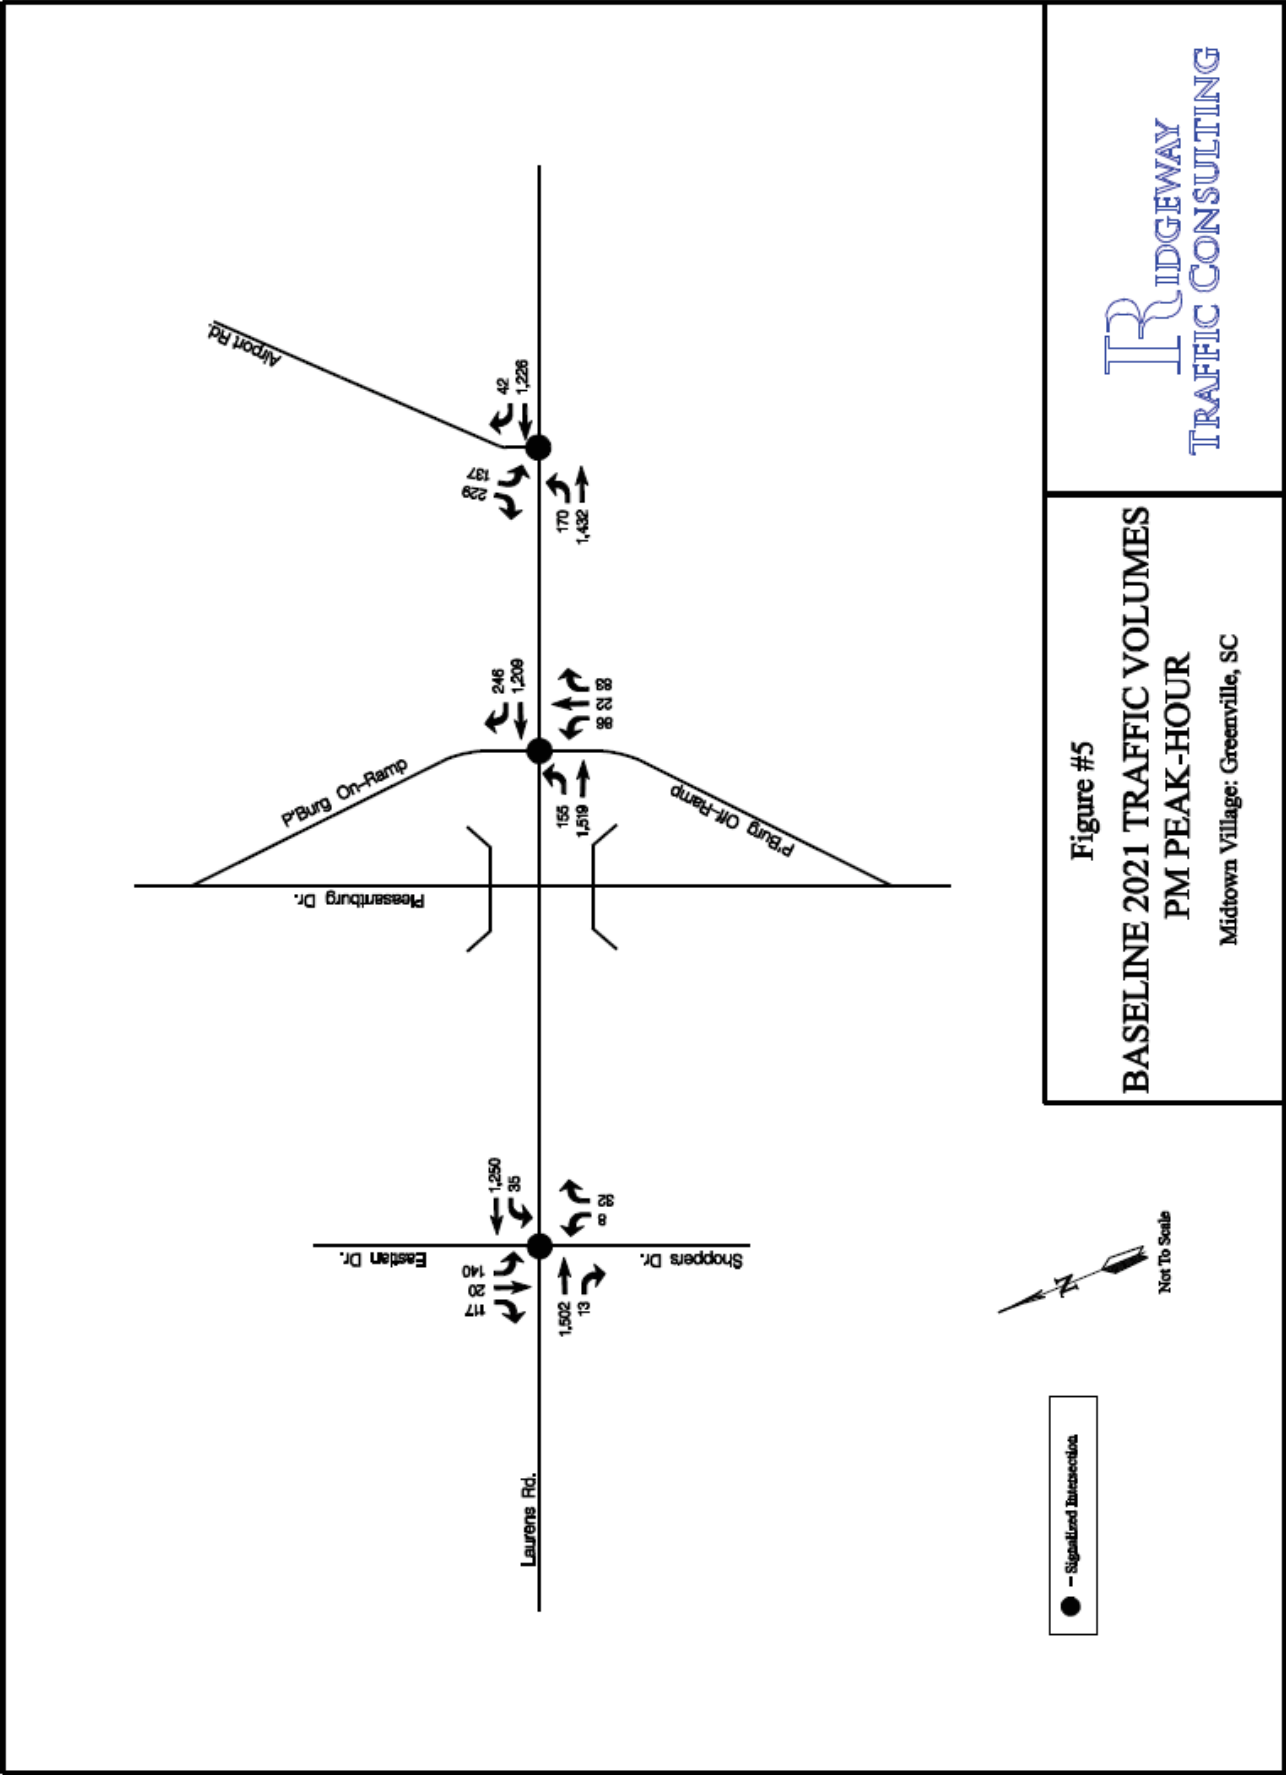 Airport Rd.
42
1,226
137
229
170
1,432
P'Burg On-Ramp
246
1,209
83
22
155
1,519
P'Burg Off-Ramp
Pleasantburg Dr.
1,250
35
32
8
Eastlan Dr.
Shoppers Dr.
140
20
117
1,502
13
Laurens Rd.
N
Not To Scale
– Signalized Intersection
Figure #5
BASELINE 2021 TRAFFIC VOLUMES
PM PEAK-HOUR
Midtown Village: Greenville, SC
RIDGEWAY
TRAFFIC CONSULTING